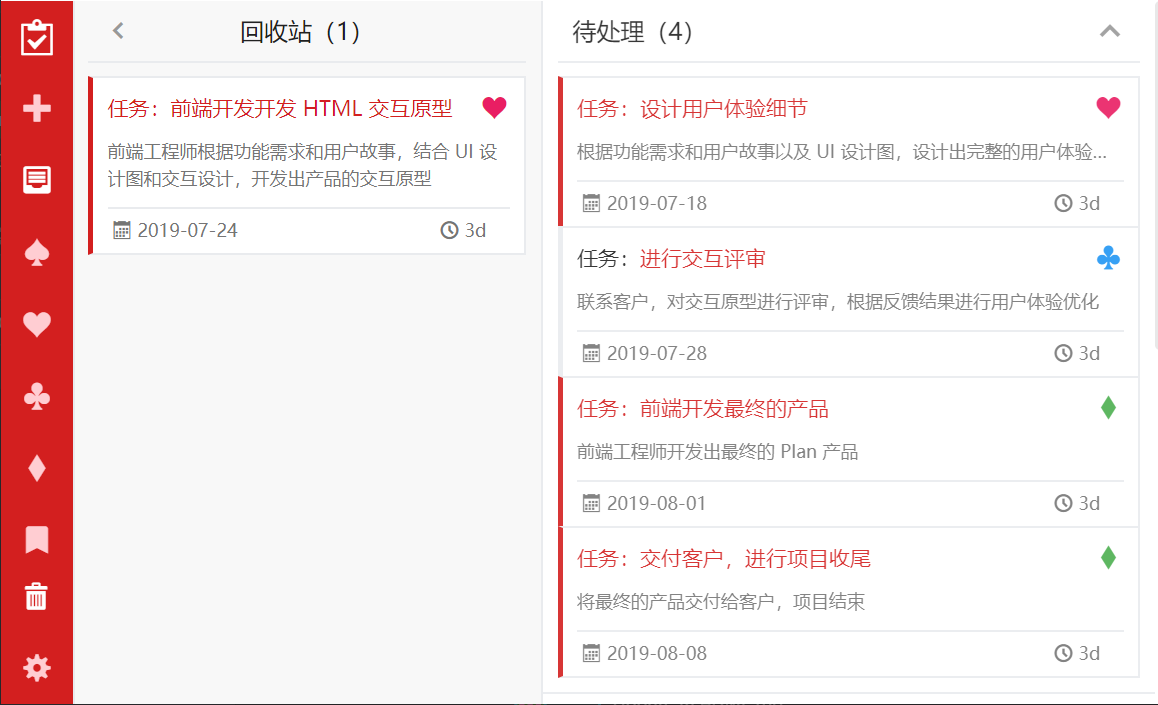 回收站（1）
任务：前端开发开发 HTML 交互原型
前端工程师根据功能需求和用户故事，结合 UI 设
计图和交互设计，开发出产品的交互原型
2019-07-24
3d
待处理（4）
任务：设计用户体验细节
根据功能需求和用户故事以及 UI 设计图，设计出完整的用户体验...
2019-07-18
3d
任务：进行交互评审
联系客户，对交互原型进行评审，根据反馈结果进行用户体验优化
2019-07-28
3d
任务：前端开发最终的产品
前端工程师开发出最终的 Plan 产品
2019-08-01
3d
任务：交付客户，进行项目收尾
将最终的产品交付给客户，项目结束
2019-08-08
3d